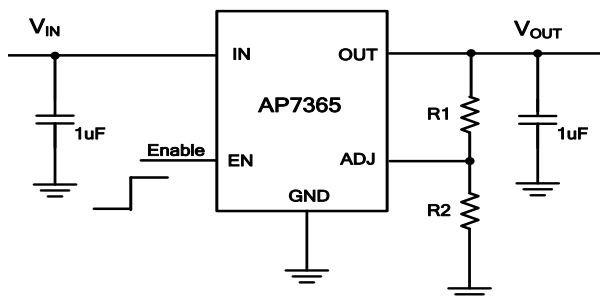 VIN
VOUT
IN
OUT
AP7365
R1
1uF
1uF
Enable
EN
ADJ
GND
R2